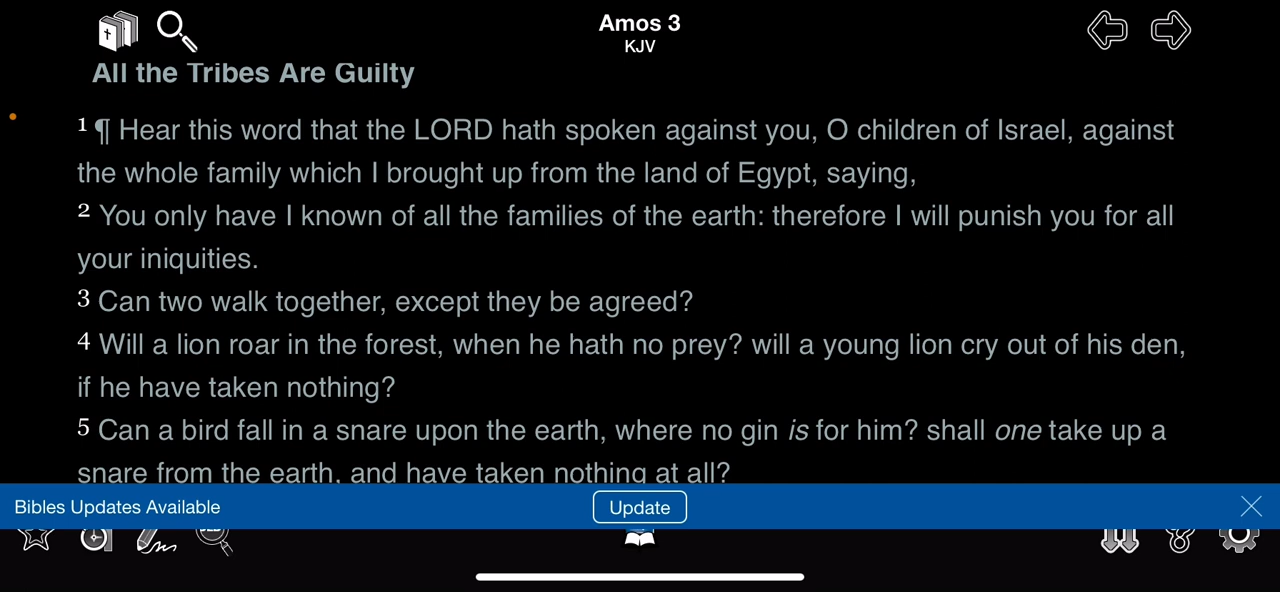 Amos 3
KJV
All the Tribes Are Guilty
1 ¶ Hear this word that the LORD hath spoken against you, O children of Israel, against
the whole family which I brought up from the land of Egypt, saying,
2 You only have I known of all the families of the earth: therefore I will punish you for all
your iniquities.
3 Can two walk together, except they be agreed?
4 Will a lion roar in the forest, when he hath no prey? will a young lion cry out of his den,
if he have taken nothing?
5 Can a bird fall in a snare upon the earth, where no gin is for him? shall one take up a
snare from the earth, and have taken nothing at all?
Bibles Updates Available
Update